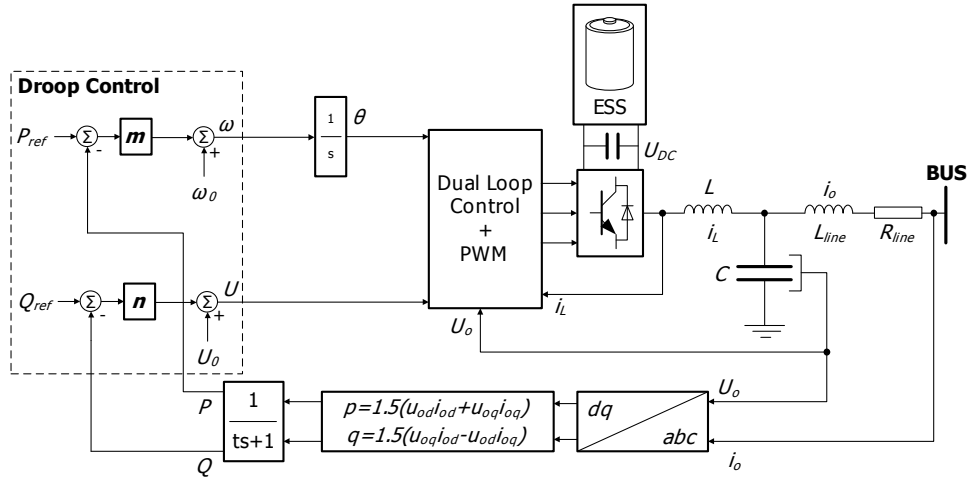 ESS
Droop Control
P_ref
Σ
-
m
Σ
+
ω
ω_0
1
s
θ
U_DC
Dual Loop
Control
+
PWM
L
i_L
i_o
L_line
R_line
BUS
C
Q_ref
Σ
-
n
Σ
+
U
U_0
i_L
U_o
P
Q
1
ts+1
p=1.5(u_od i_od+u_oq i_oq)
q=1.5(u_oq i_od-u_od i_oq)
dq
abc
U_o
i_o